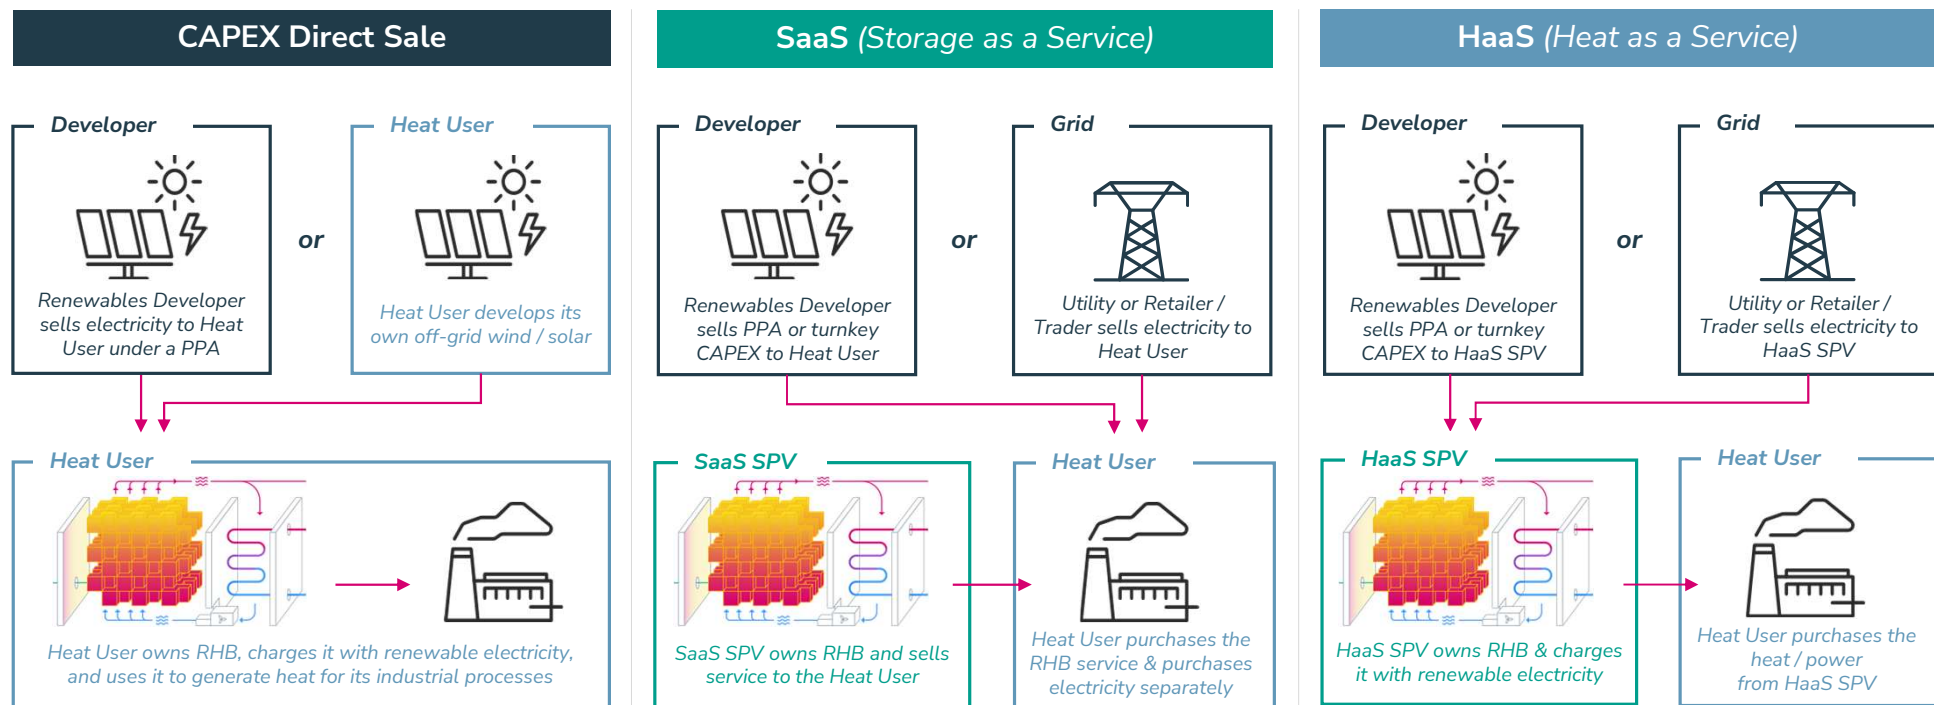 CAPEX Direct Sale
Developer
Renewables Developer
sells electricity to Heat
User under a PPA
or
Heat User
Heat User develops its
own off-grid wind / solar
Heat User
Heat User owns RHB, charges it with renewable electricity,
and uses it to generate heat for its industrial processes
SaaS (Storage as a Service)
Developer
Renewables Developer
sells PPA or turnkey
CAPEX to Heat User
or
Grid
Utility or Retailer /
Trader sells electricity to
Heat User
SaaS SPV
SaaS SPV owns RHB and sells
service to the Heat User
Heat User
Heat User purchases the
RHB service & purchases
electricity separately
HaaS (Heat as a Service)
Developer
Renewables Developer
sells PPA or turnkey
CAPEX to HaaS SPV
or
Grid
Utility or Retailer /
Trader sells electricity to
HaaS SPV
HaaS SPV
HaaS SPV owns RHB & charges
it with renewable electricity
Heat User
Heat User purchases the
heat / power
from HaaS SPV